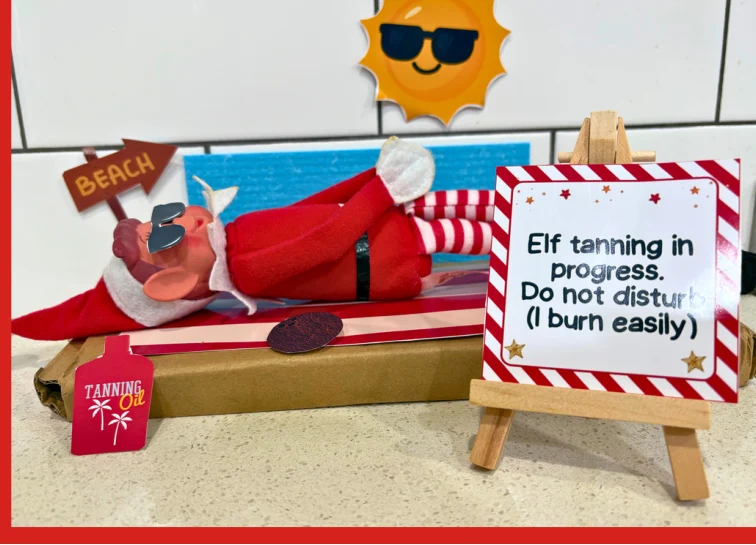 BEACH
TANNING
Oil
Elf tanning in
progress.
Do not disturb
(I burn easily)